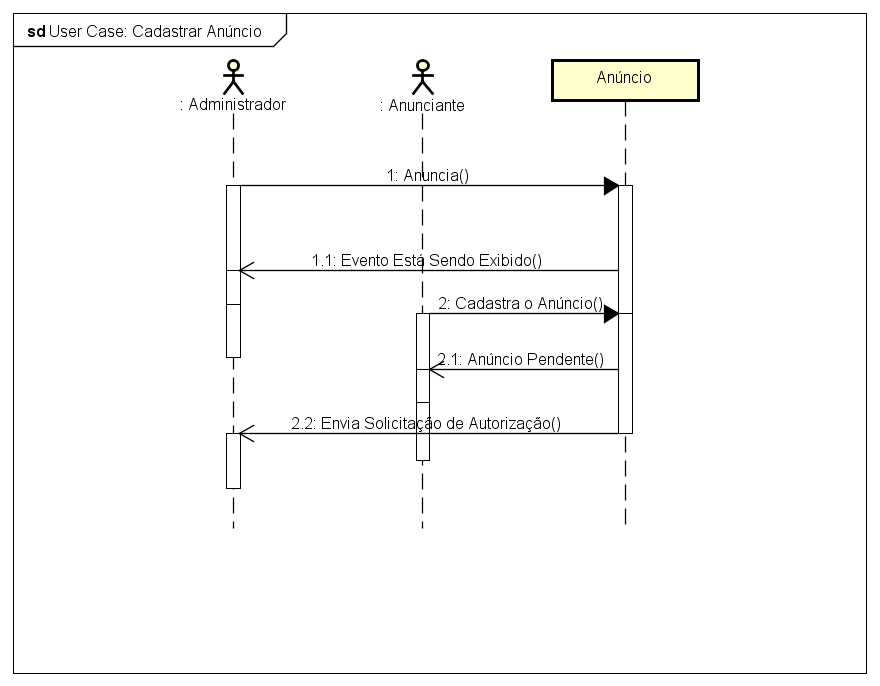 sd User Case: Cadastrar Anúncio
: Administrador
: Anunciante
Anúncio
1: Anuncia()
1.1: Evento Está Sendo Exibido()
2: Cadastra o Anúncio()
2.1: Anúncio Pendente()
2.2: Envia Solicitação de Autorização()